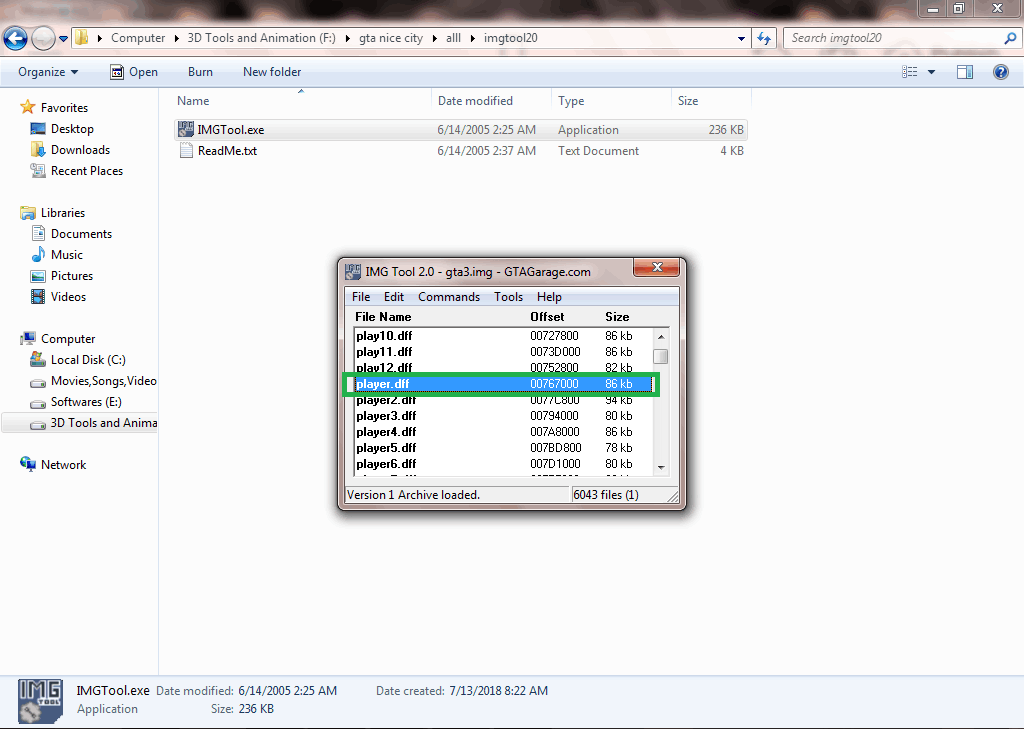 Computer 3D Tools and Animation (F:) gta nice city alll imgtool20 Search imgtool20
Organize Open Burn New folder
Name Date modified Type Size
IMGTool.exe 6/14/2005 2:25 AM Application 236 KB
ReadMe.txt 6/14/2005 2:37 AM Text Document 4 KB
Favorites
Desktop
Downloads
Recent Places
Libraries
Documents
Music
Pictures
Videos
Computer
Local Disk (C:)
Movies,Songs,Video
Softwares (E:)
3D Tools and Anima
Network
IMG Tool 2.0 - gta3.img - GTAGarage.com
File Edit Commands Tools Help
File Name Offset Size
play10.dff 00727800 86 kb
play11.dff 0073D000 86 kb
play12.dff 00752800 82 kb
player.dff 00767000 86 kb
player2.dff 0077C800 94 kb
player3.dff 00794000 80 kb
player4.dff 007A8000 86 kb
player5.dff 007BD800 78 kb
player6.dff 007D1000 80 kb
Version 1 Archive loaded. 6043 files (1)
IMG
TOOL
IMGTool.exe Date modified: 6/14/2005 2:25 AM Date created: 7/13/2018 8:22 AM
Application Size: 236 KB